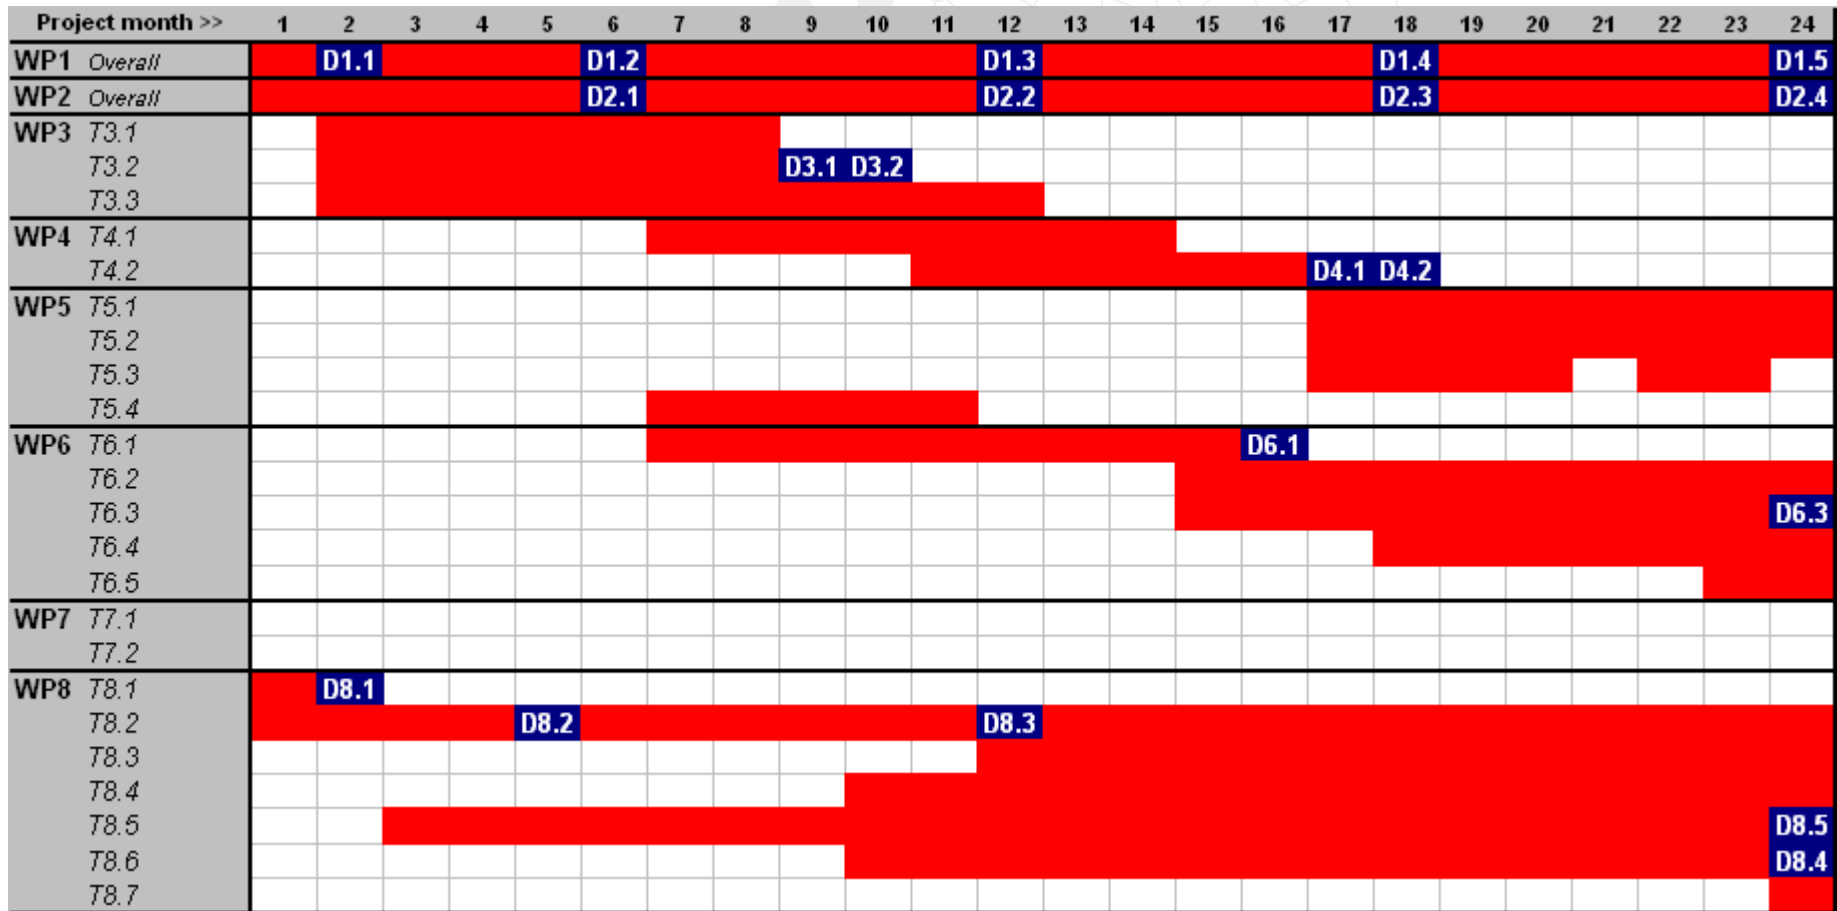 Project month >> 1 2 3 4 5 6 7 8 9 10 11 12 13 14 15 16 17 18 19 20 21 22 23 24
WP1 Overall D1.1 D1.2 D1.3 D1.4 D1.5
WP2 Overall D2.1 D2.2 D2.3 D2.4
WP3 T3.1
T3.2 D3.1 D3.2
T3.3
WP4 T4.1
T4.2 D4.1 D4.2
WP5 T5.1
T5.2
T5.3
T5.4
WP6 T6.1 D6.1
T6.2
T6.3 D6.3
T6.4
T6.5
WP7 T7.1
T7.2
WP8 T8.1 D8.1
T8.2 D8.2 D8.3
T8.3
T8.4
T8.5 D8.5
T8.6 D8.4
T8.7